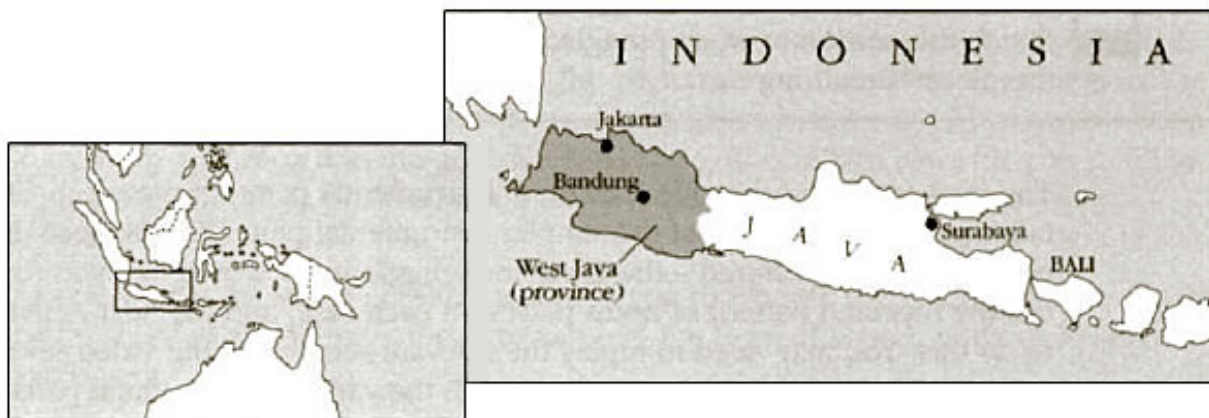 INDONESIA
Jakarta
Bandung
JAVA
Surabaya
West Java
(province)
BALI